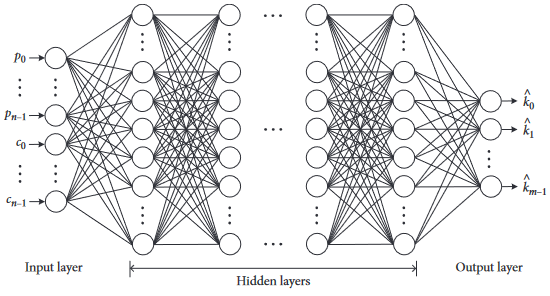 p₀
pₙ₋₁
c₀
cₙ₋₁
k̂₀
k̂₁
k̂ₘ₋₁
Input layer
Hidden layers
Output layer